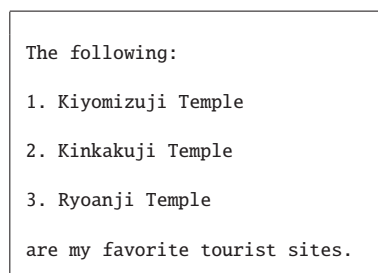 The following:
1. Kiyomizuji Temple
2. Kinkakuji Temple
3. Ryoanji Temple
are my favorite tourist sites.